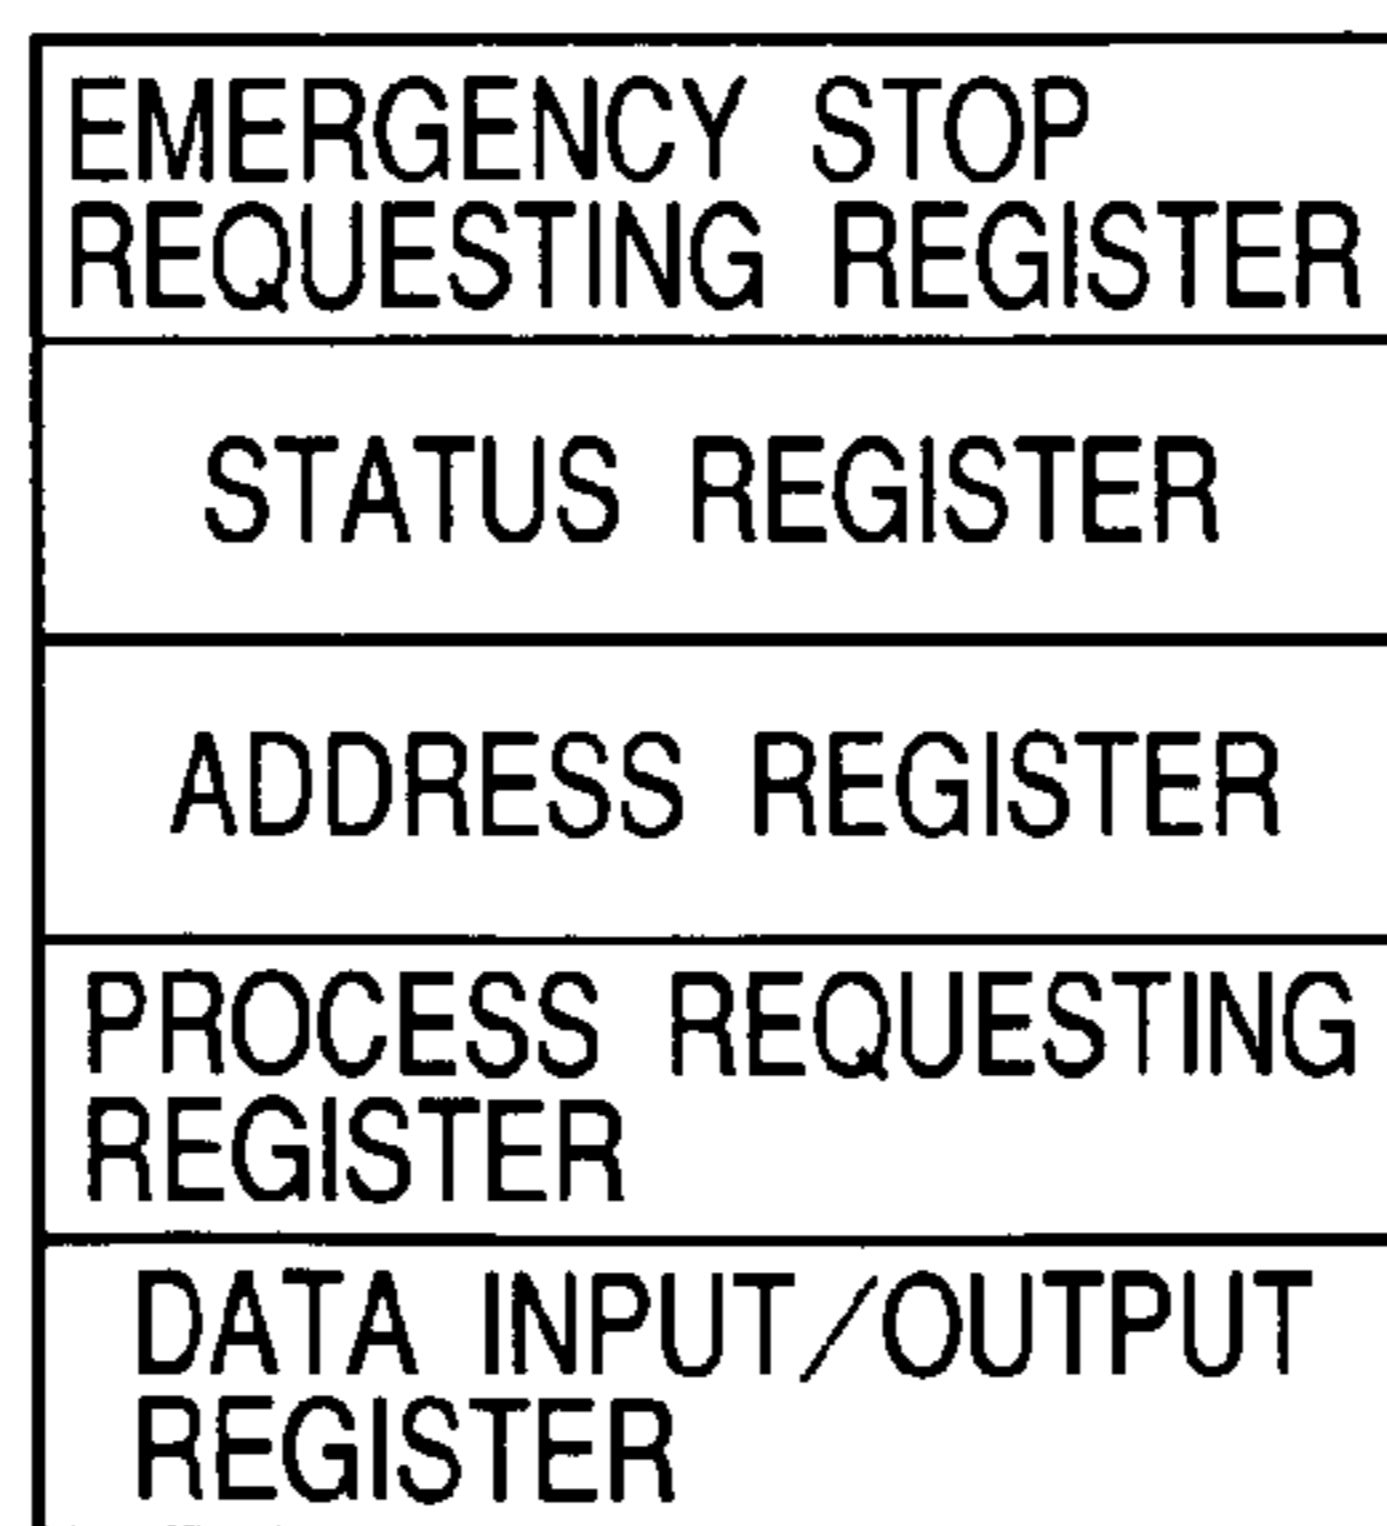 EMERGENCY STOP
REQUESTING REGISTER
STATUS REGISTER
ADDRESS REGISTER
PROCESS REQUESTING
REGISTER
DATA INPUT/OUTPUT
REGISTER